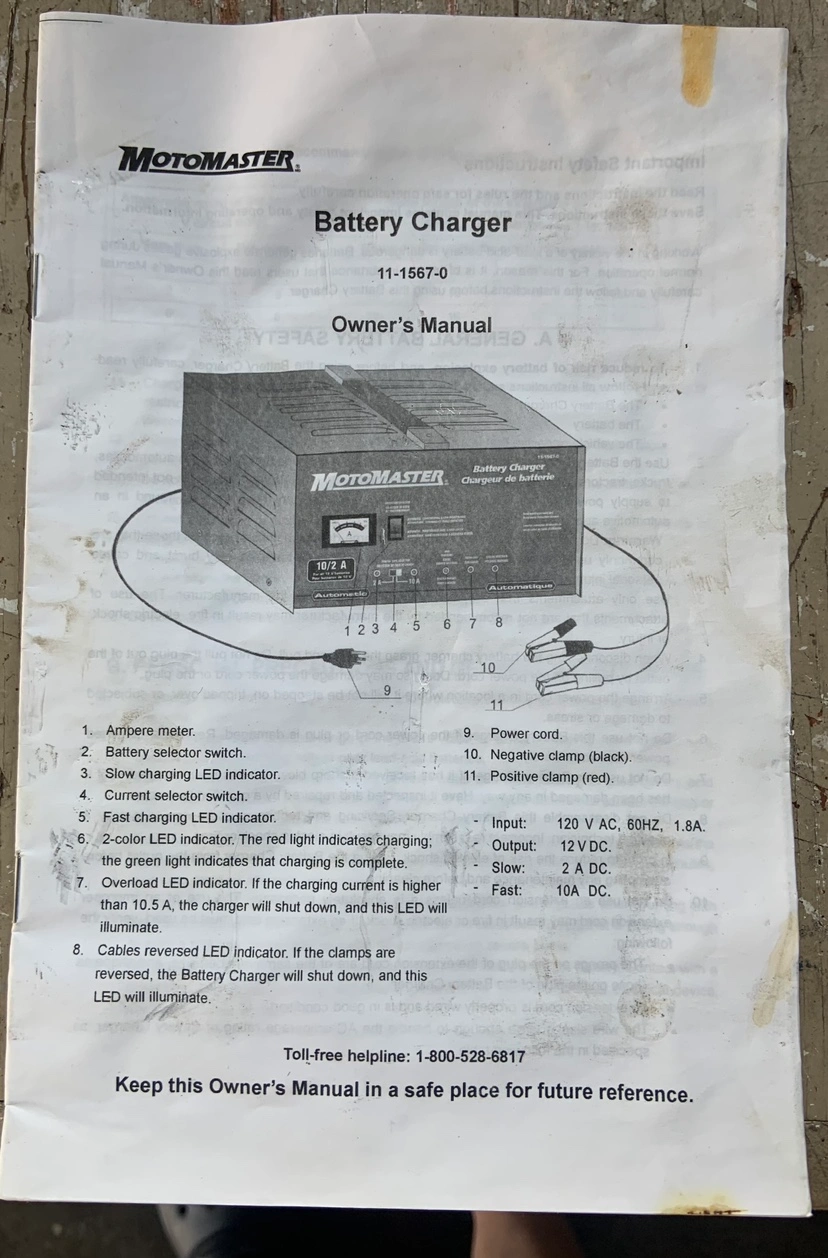 MOTOMASTER®
Battery Charger
11-1567-0
Owner's Manual
MOTOMASTER
Battery Charger
Chargeur de batterie
11-1567-0
A
10/2 A
2 A
10 A
Automatic
Automatique
1 2 3 4 5 6 7 8
9
10
11
1. Ampere meter.
2. Battery selector switch.
3. Slow charging LED indicator.
4. Current selector switch.
5. Fast charging LED indicator.
6. 2-color LED indicator. The red light indicates charging;
the green light indicates that charging is complete.
7. Overload LED indicator. If the charging current is higher
than 10.5 A, the charger will shut down, and this LED will
illuminate.
8. Cables reversed LED indicator. If the clamps are
reversed, the Battery Charger will shut down, and this
LED will illuminate.
9. Power cord.
10. Negative clamp (black).
11. Positive clamp (red).
- Input: 120 V AC, 60HZ, 1.8A.
- Output: 12 V DC.
- Slow: 2 A DC.
- Fast: 10A DC.
Toll-free helpline: 1-800-528-6817
Keep this Owner's Manual in a safe place for future reference.